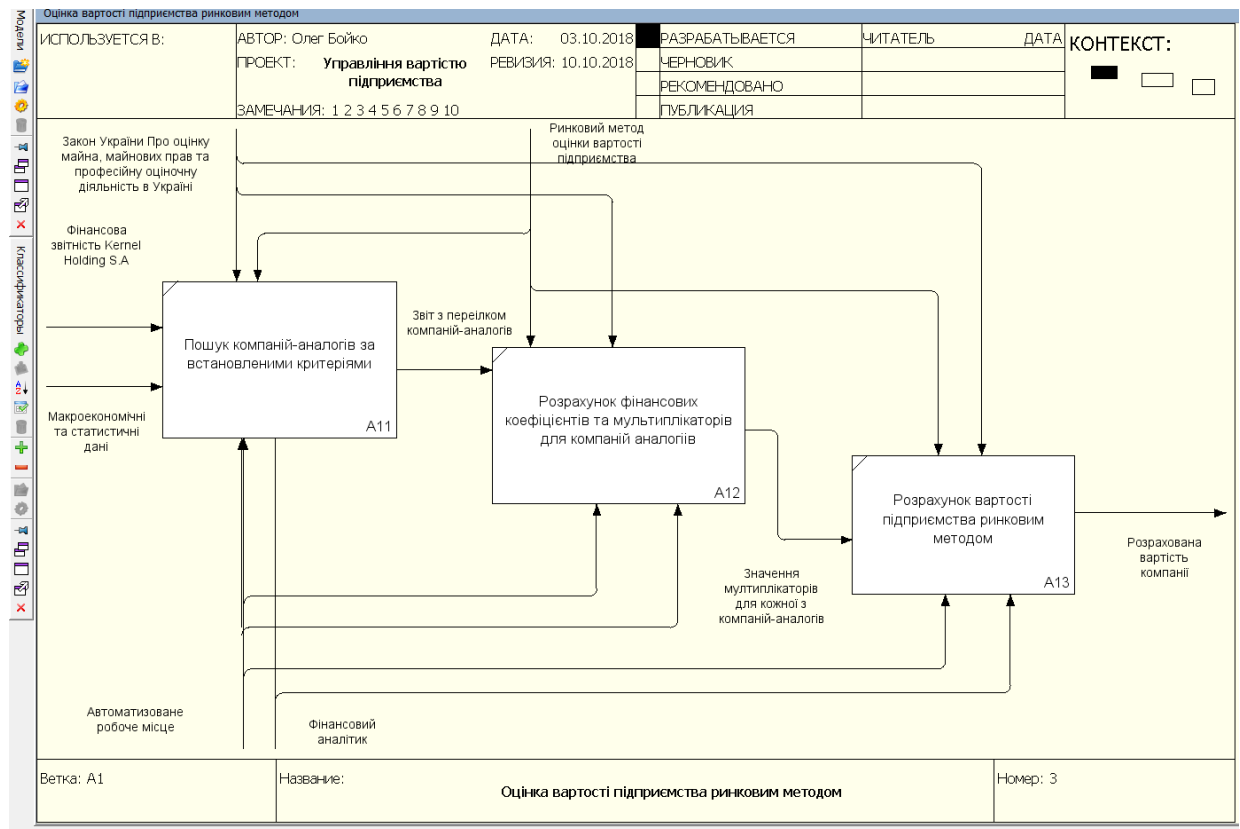 Оцінка вартості підприємства ринковим методом
Модели
Классификаторы
ИСПОЛЬЗУЕТСЯ В:
АВТОР: Олег Бойко
ДАТА: 03.10.2018
ПРОЕКТ: Управління вартістю
підприємства
РЕВИЗИЯ: 10.10.2018
ЗАМЕЧАНИЯ: 1 2 3 4 5 6 7 8 9 10
РАЗРАБАТЫВАЕТСЯ
ЧЕРНОВИК
РЕКОМЕНДОВАНО
ПУБЛИКАЦИЯ
ЧИТАТЕЛЬ
ДАТА
КОНТЕКСТ:
Закон України Про оцінку
майна, майнових прав та
професійну оціночну
діяльність в Україні
Ринковий метод
оцінки вартості
підприємства
Фінансова
звітність Kernel
Holding S.A
Макроекономічні
та статистичні
дані
Пошук компаній-аналогів за
встановленими критеріями
A11
Звіт з переілком
компаній-аналогів
Розрахунок фінансових
коефіцієнтів та мультиплікаторів
для компаній аналогіів
A12
Значення
мултиплікаторів
для кожної з
компаній-аналогів
Розрахунок вартості
підприємства ринковим
методом
A13
Розрахована
вартість
компанії
Автоматизоване
робоче місце
Фінансовий
аналітик
Ветка: A1
Название:
Оцінка вартості підприємства ринковим методом
Номер: 3